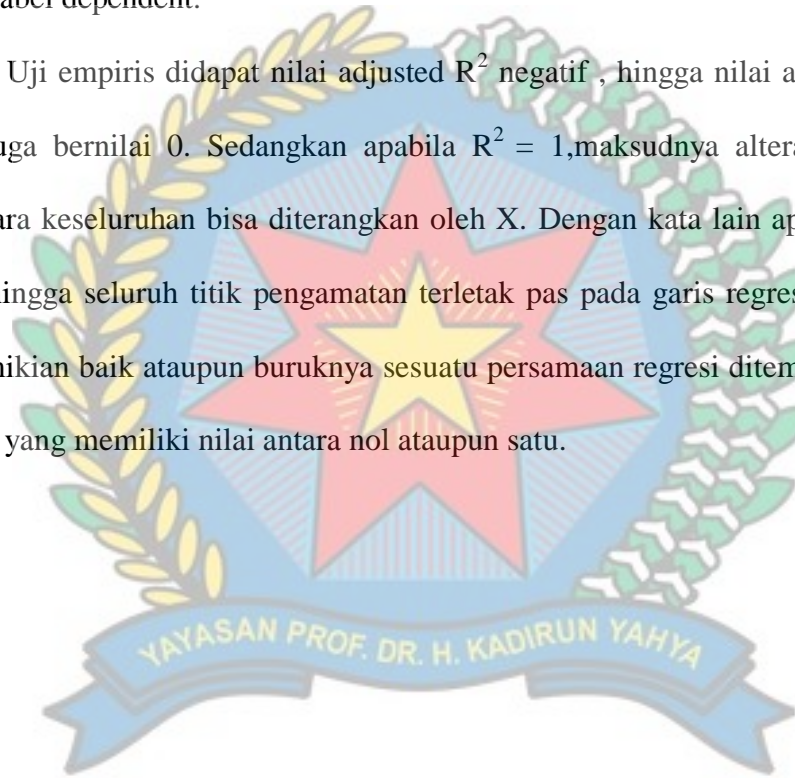 abel dependent.
Uji empiris didapat nilai adjusted R² negatif , hingga nilai a
uga bernilai 0. Sedangkan apabila R² = 1,maksudnya altera
ara keseluruhan bisa diterangkan oleh X. Dengan kata lain ap
ingga seluruh titik pengamatan terletak pas pada garis regres
nikian baik ataupun buruknya sesuatu persamaan regresi ditem
yang memiliki nilai antara nol ataupun satu.
YAYASAN PROF. DR. H. KADIRUN YAHYA